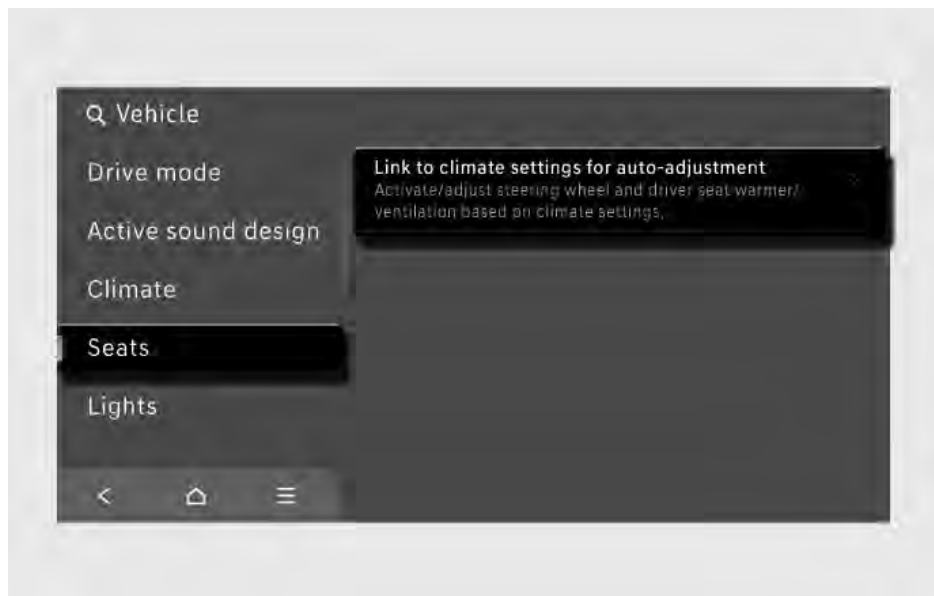 Vehicle
Drive mode
Active sound design
Climate
Seats
Lights
Link to climate settings for auto-adjustment
Activate/adjust steering wheel and driver seat warmer/
ventilation based on climate settings.